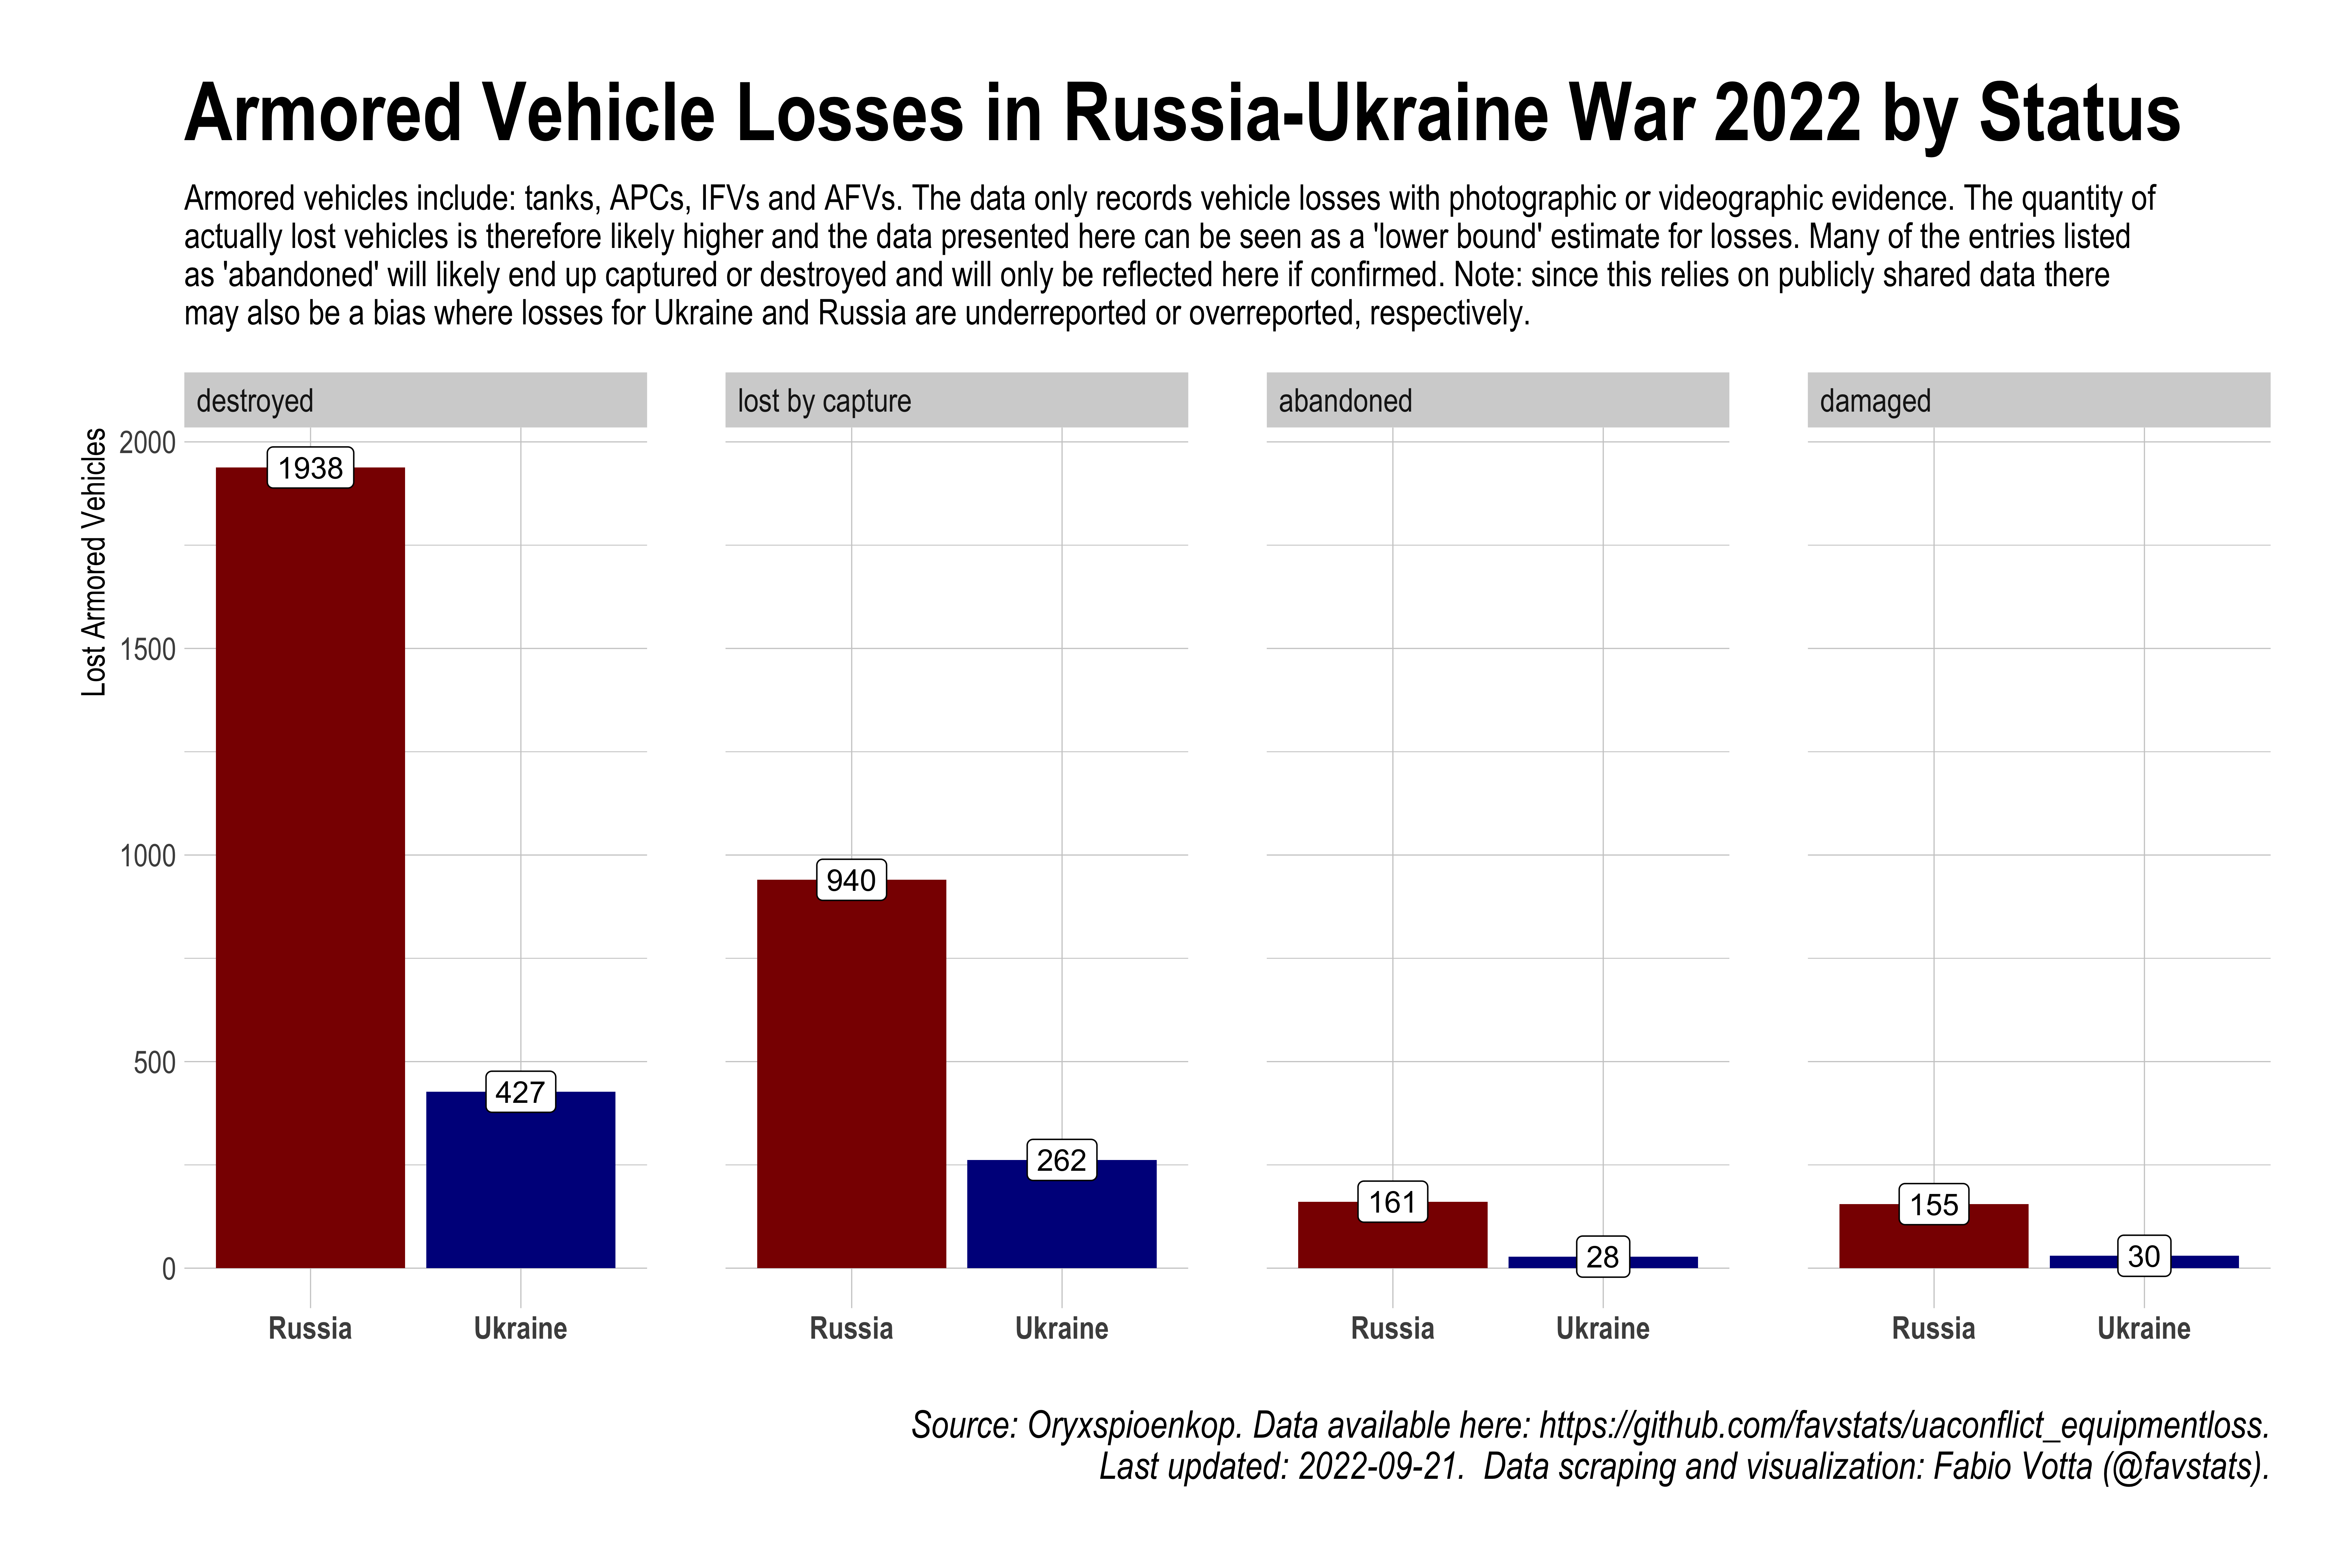 Armored Vehicle Losses in Russia-Ukraine War 2022 by Status
Armored vehicles include: tanks, APCs, IFVs and AFVs. The data only records vehicle losses with photographic or videographic evidence. The quantity of
actually lost vehicles is therefore likely higher and the data presented here can be seen as a 'lower bound' estimate for losses. Many of the entries listed
as 'abandoned' will likely end up captured or destroyed and will only be reflected here if confirmed. Note: since this relies on publicly shared data there
may also be a bias where losses for Ukraine and Russia are underreported or overreported, respectively.
destroyed
lost by capture
abandoned
damaged
Lost Armored Vehicles
2000
1500
1000
500
0
1938
427
940
262
161
28
155
30
Russia
Ukraine
Russia
Ukraine
Russia
Ukraine
Russia
Ukraine
Source: Oryxspioenkop. Data available here: https://github.com/favstats/uaconflict_equipmentloss.
Last updated: 2022-09-21.  Data scraping and visualization: Fabio Votta (@favstats).